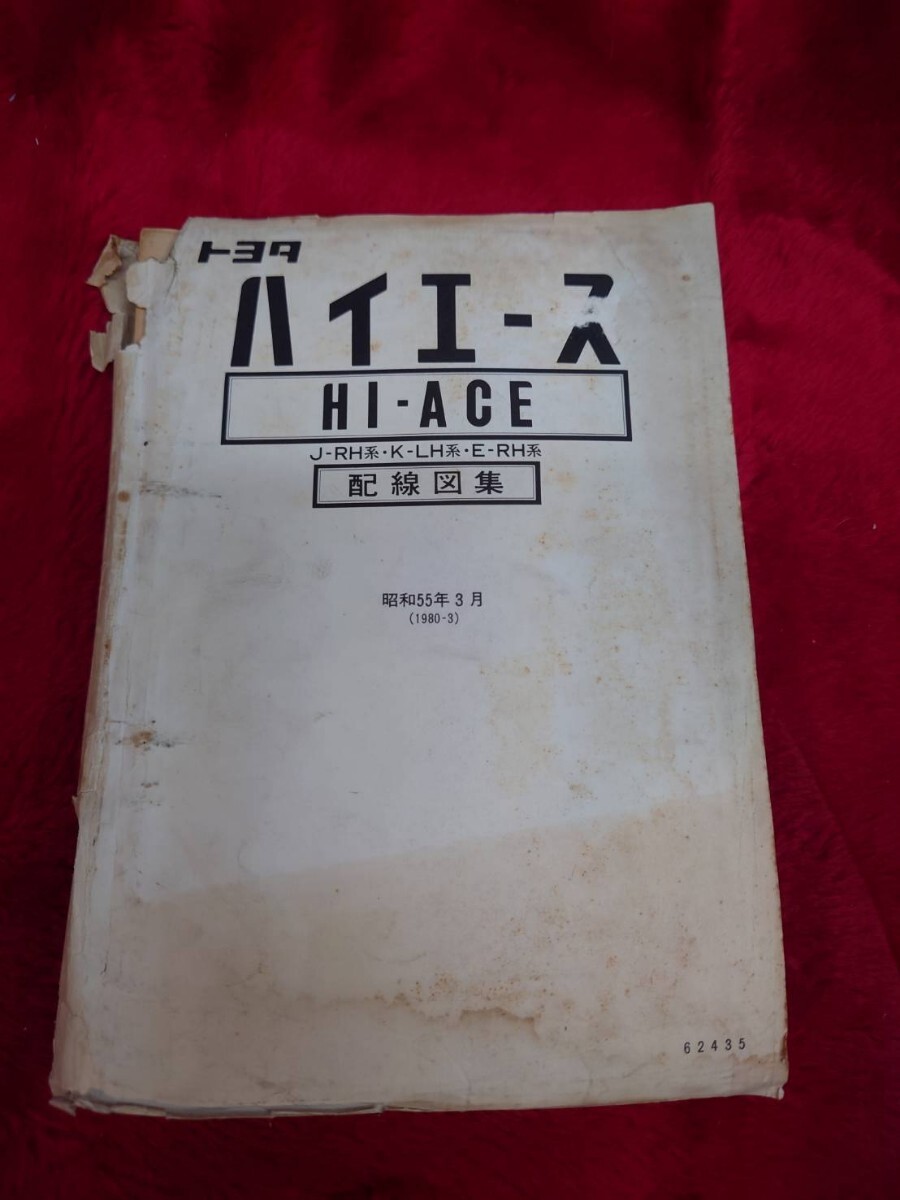 トヨタ
ハイエース
HI-ACE
J-RH系・K-LH系・E-RH系
配線図集
昭和55年3月
(1980-3)
62435